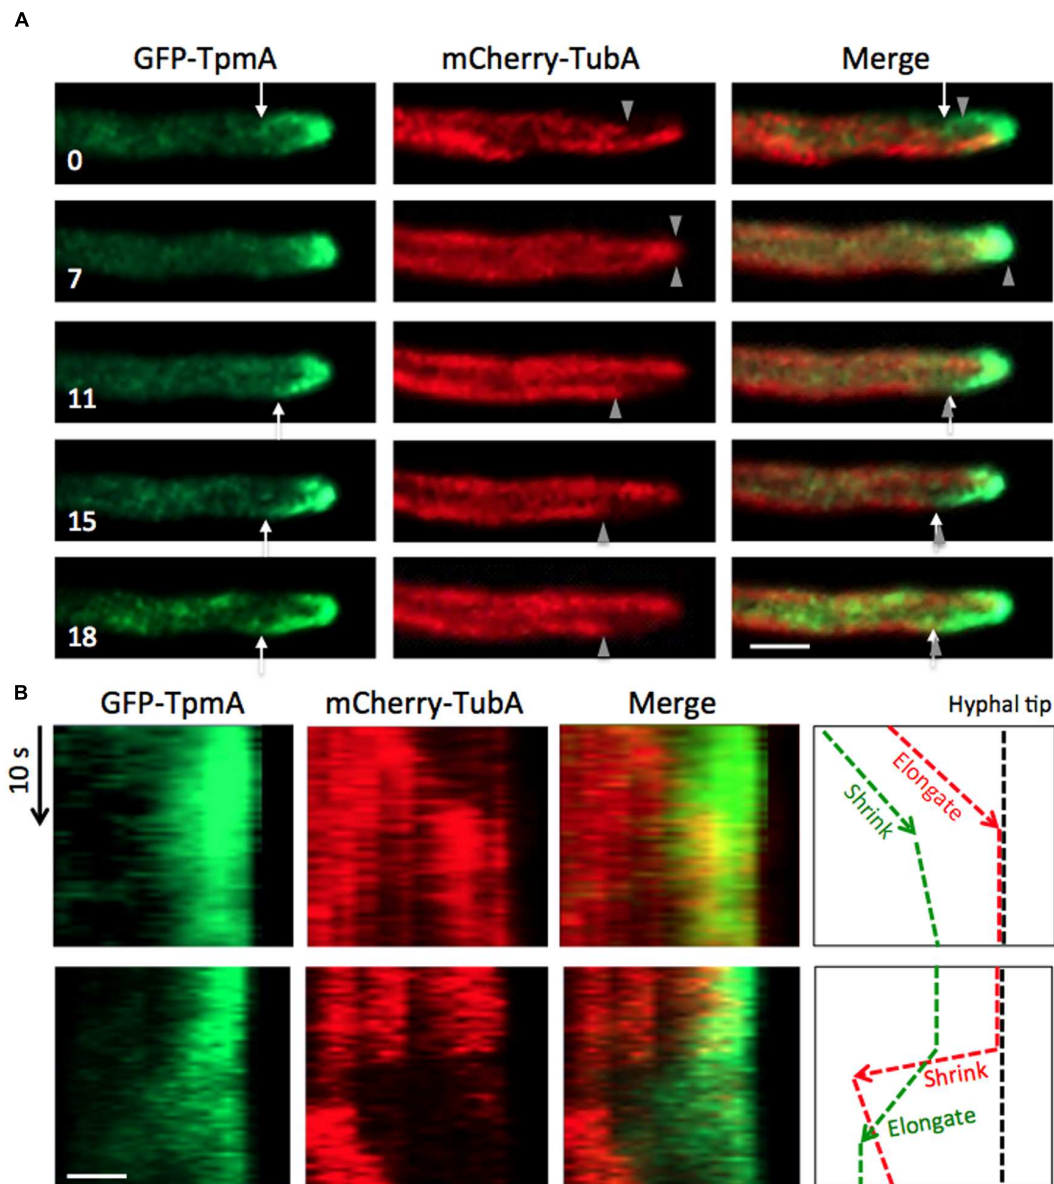 A
GFP-TpmA mCherry-TubA Merge
0
7
11
15
18
B
GFP-TpmA mCherry-TubA Merge Hyphal tip
10 s
Elongate
Shrink
Shrink
Elongate